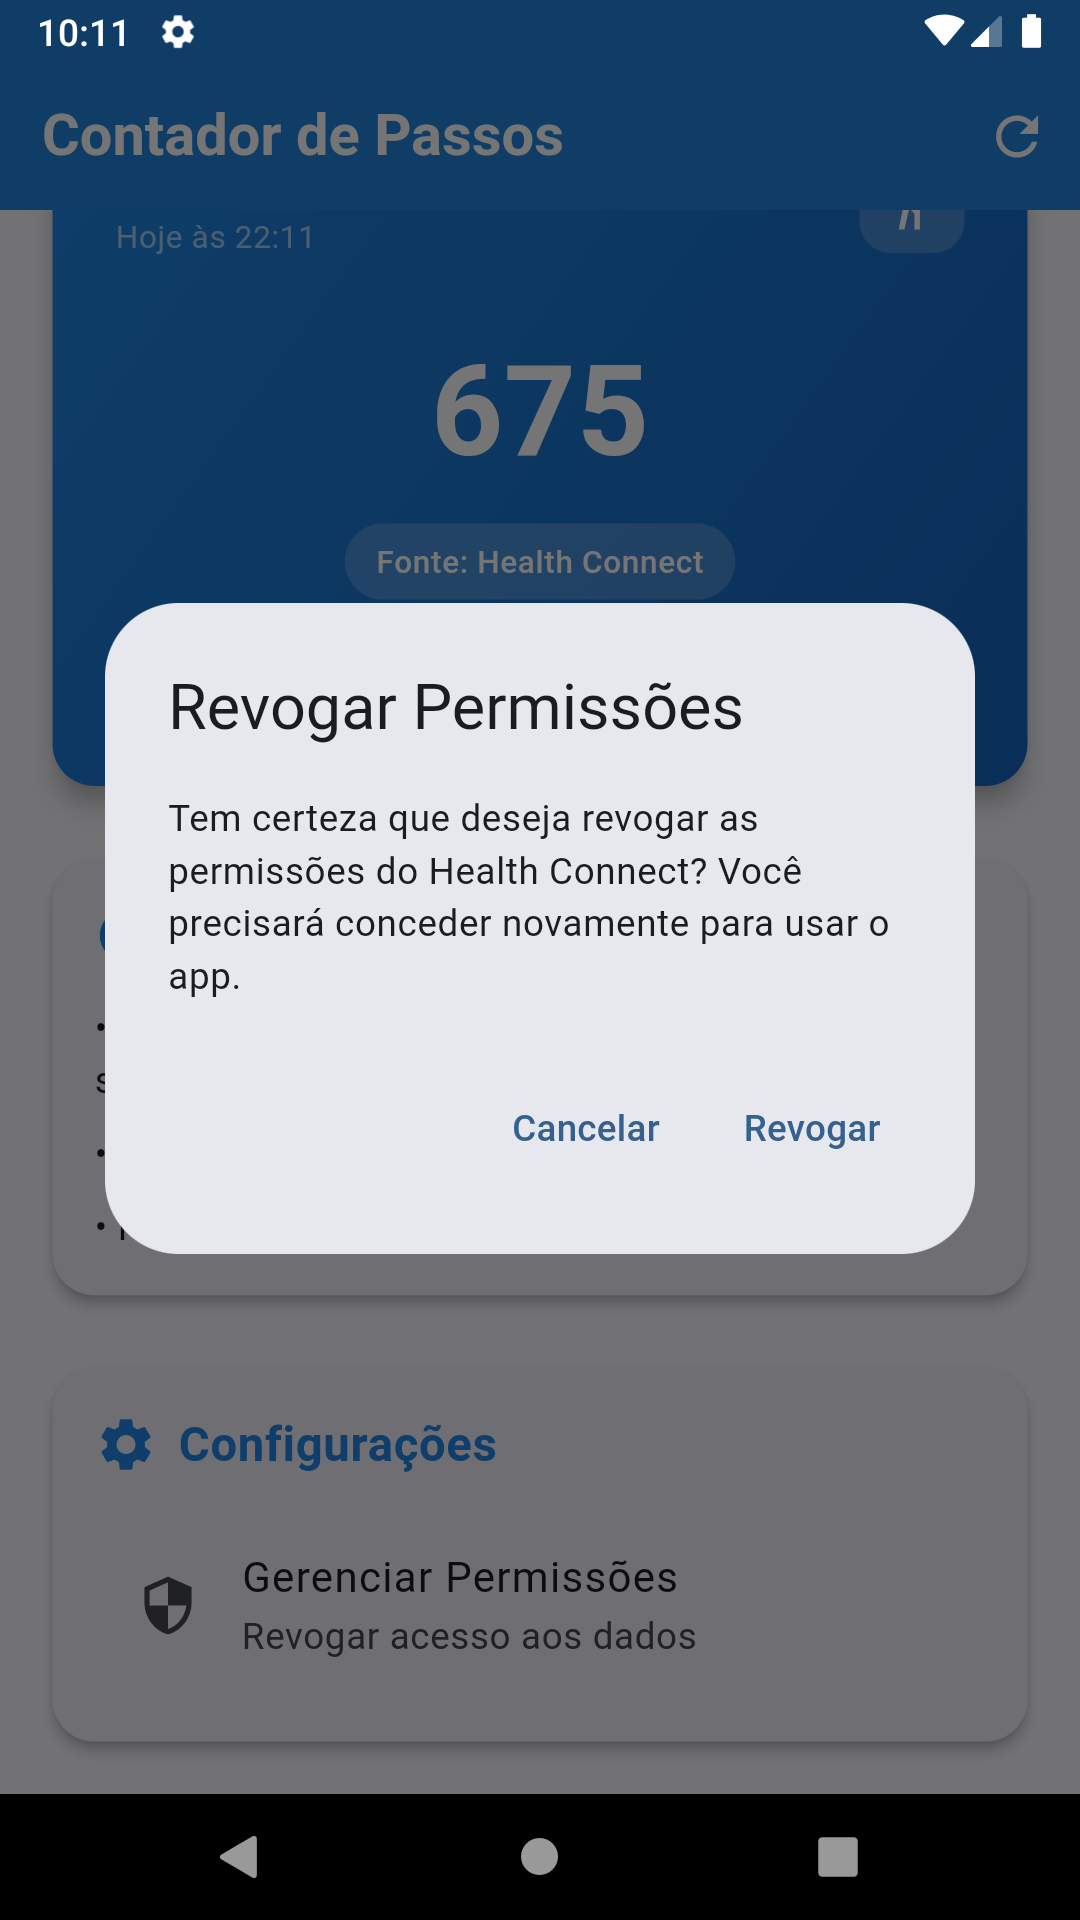 10:11
Contador de Passos
Hoje às 22:11
675
Fonte: Health Connect
Revogar Permissões
Tem certeza que deseja revogar as
permissões do Health Connect? Você
precisará conceder novamente para usar o
app.
Cancelar Revogar
Configurações
Gerenciar Permissões
Revogar acesso aos dados